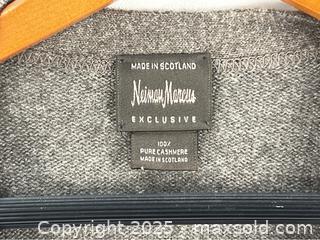 MADE IN SCOTLAND
Neiman Marcus
EXCLUSIVE
100%
PURE CASHMERE
MADE IN SCOTLAND
Copyright 2025 - maxsold.com